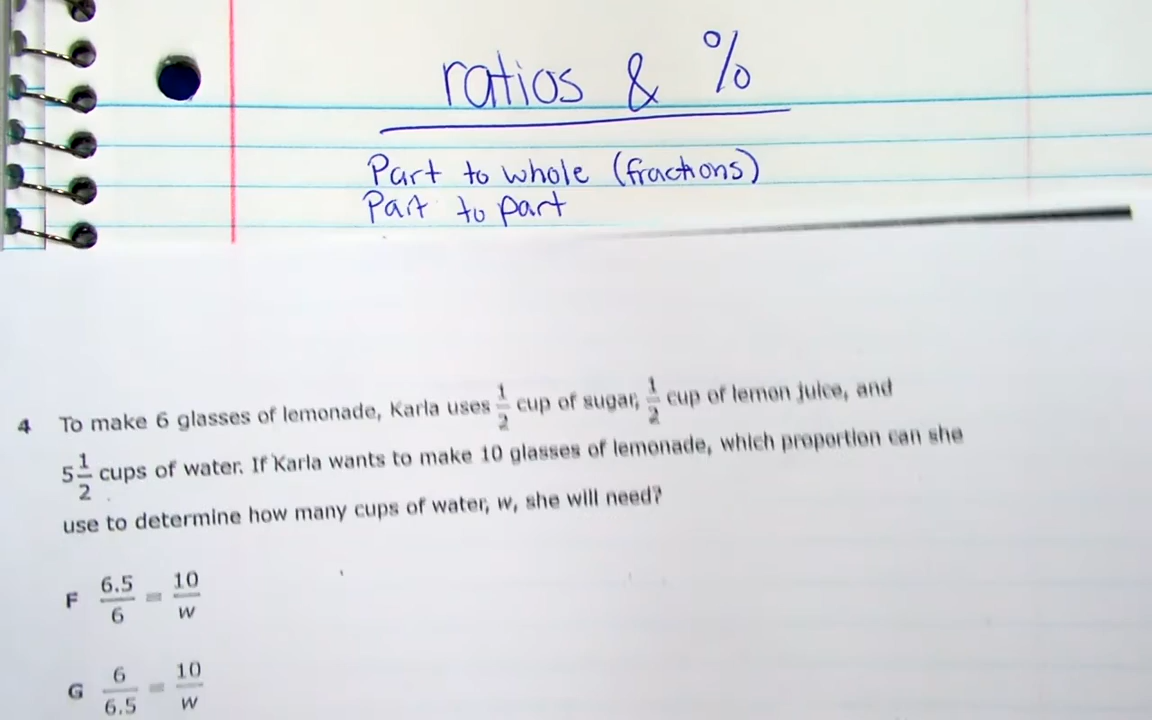 ratios & %
Part to whole (fractions)
Part to part
4 To make 6 glasses of lemonade, Karla uses 1/2 cup of sugar, 1/2 cup of lemon juice, and
5 1/2 cups of water. If Karla wants to make 10 glasses of lemonade, which proportion can she
use to determine how many cups of water, w, she will need?
F 6.5/6 = 10/w
G 6/6.5 = 10/w